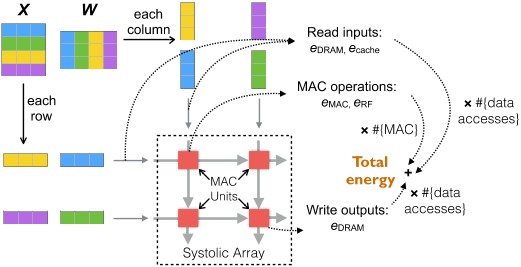 X
W
each
column
each
row
Read inputs:
eDRAM, ecache
MAC operations:
eMAC, eRF
× #{MAC}
× #{data
accesses}
Total
energy
+
× #{data
accesses}
MAC
Units
Write outputs:
eDRAM
Systolic Array